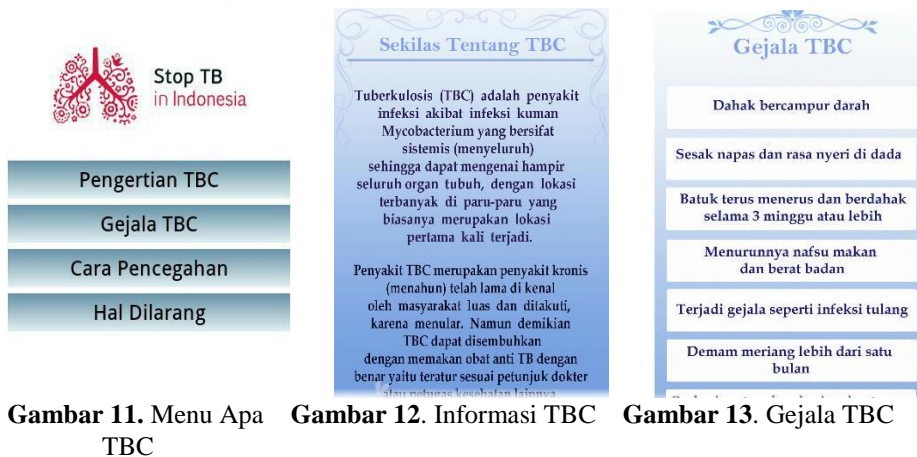 Stop TB
in Indonesia
Pengertian TBC
Gejala TBC
Cara Pencegahan
Hal Dilarang
Sekilas Tentang TBC
Tuberkulosis (TBC) adalah penyakit
infeksi akibat infeksi kuman
Mycobacterium yang bersifat
sistemis (menyeluruh)
sehingga dapat mengenai hampir
seluruh organ tubuh, dengan lokasi
terbanyak di paru-paru yang
biasanya merupakan lokasi
pertama kali terjadi.
Penyakit TBC merupakan penyakit kronis
(menahun) telah lama di kenal
oleh masyarakat luas dan ditakuti,
karena menular. Namun demikian
TBC dapat disembuhkan
dengan memakan obat anti TB dengan
benar yaitu teratur sesuai petunjuk dokter
atau petugas kesehatan lainnya
Gejala TBC
Dahak bercampur darah
Sesak napas dan rasa nyeri di dada
Batuk terus menerus dan berdahak
selama 3 minggu atau lebih
Menurunnya nafsu makan
dan berat badan
Terjadi gejala seperti infeksi tulang
Demam meriang lebih dari satu
bulan
Gambar 11. Menu Apa
TBC
Gambar 12. Informasi TBC
Gambar 13. Gejala TBC